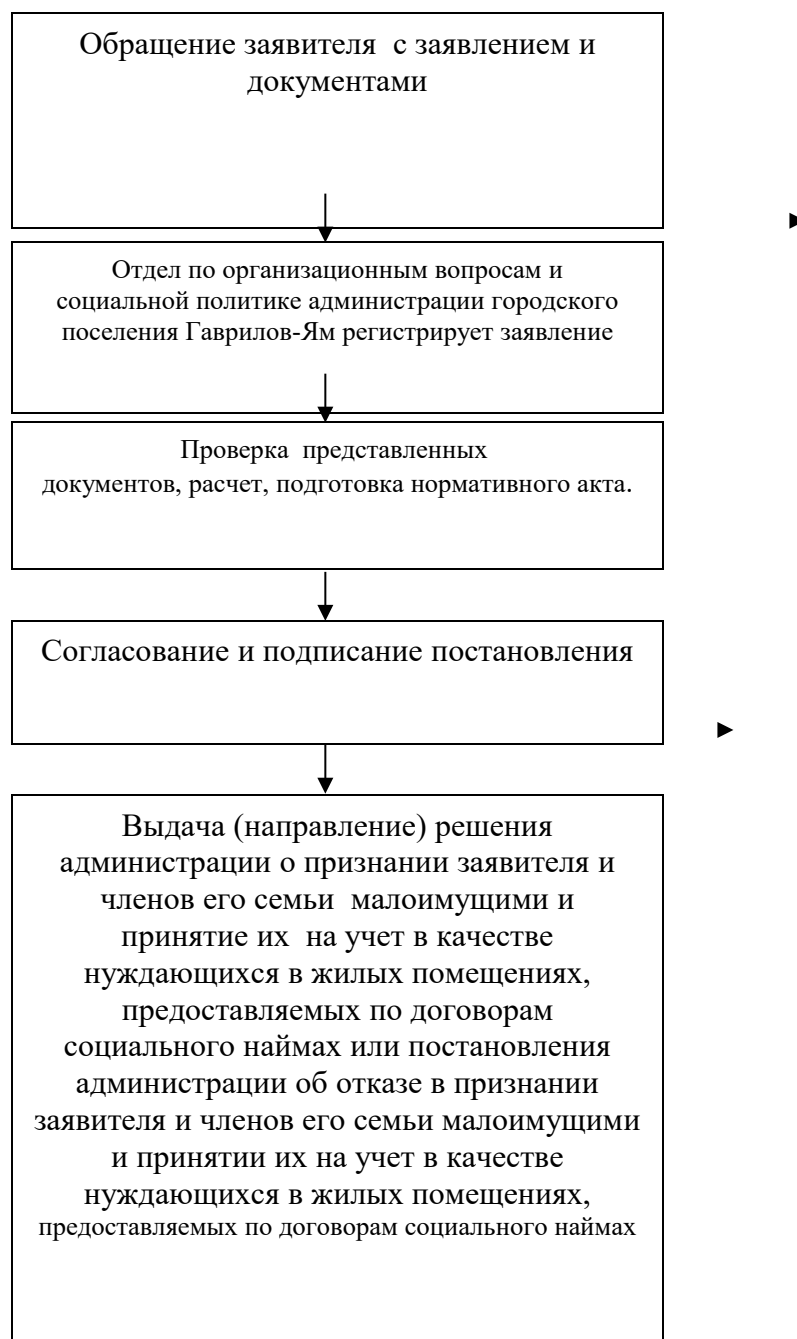 Обращение заявителя  с заявлением и
документами
Отдел по организационным вопросам и
социальной политике администрации городского
поселения Гаврилов-Ям регистрирует заявление
Проверка  представленных
документов, расчет, подготовка нормативного акта.
Согласование и подписание постановления
Выдача (направление) решения
администрации о признании заявителя и
членов его семьи  малоимущими и
принятие их  на учет в качестве
нуждающихся в жилых помещениях,
предоставляемых по договорам
социального наймах или постановления
администрации об отказе в признании
заявителя и членов его семьи малоимущими
и принятии их на учет в качестве
нуждающихся в жилых помещениях,
предоставляемых по договорам социального наймах